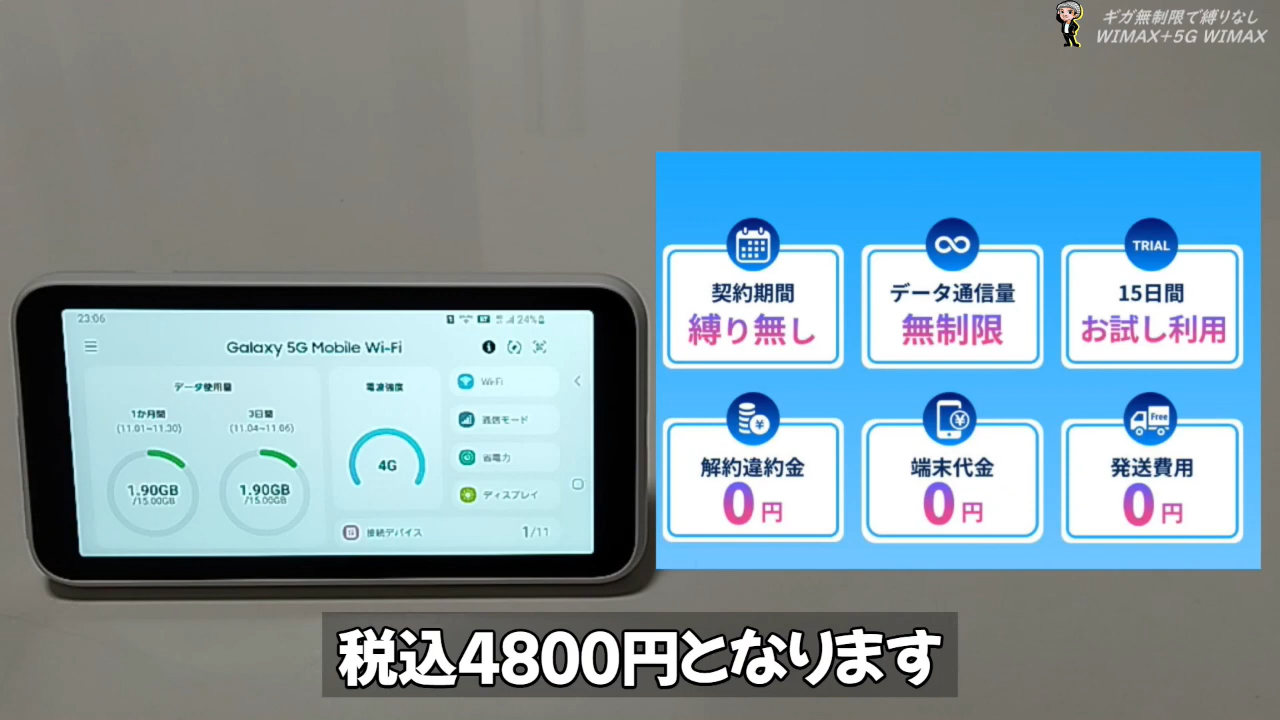 ギガ無制限で縛りなし
WIMAX+5G WIMAX
23:06
24%
Galaxy 5G Mobile Wi-Fi
データ使用量
1か月間
(11.01~11.30)
1.90GB
/15.00GB
3日間
(11.04~11.06)
1.90GB
/15.00GB
電波強度
4G
Wi-Fi
通信モード
省電力
ディスプレイ
接続デバイス
1/11
契約期間
縛り無し
データ通信量
無制限
TRIAL
15日間
お試し利用
解約違約金
0円
端末代金
0円
Free
発送費用
0円
税込4800円となります